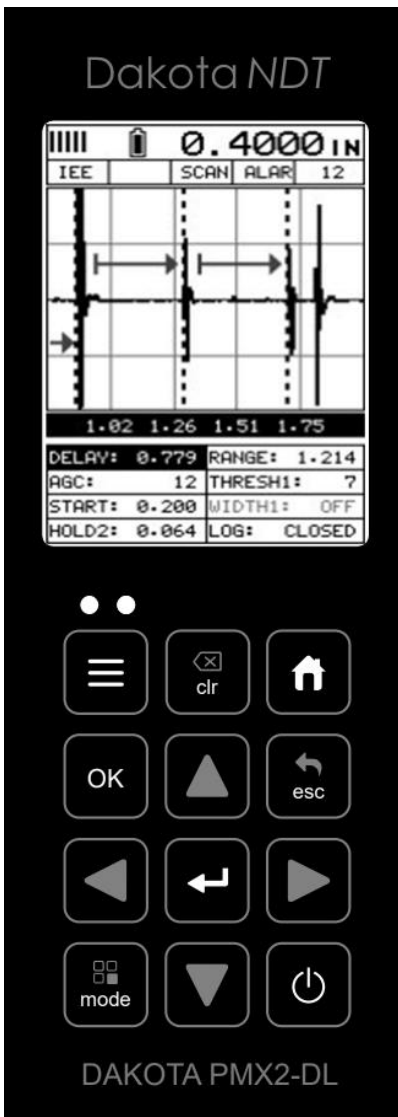 Dakota NDT
0.4000 IN
IEE SCAN ALAR 12
1.02 1.26 1.51 1.75
DELAY: 0.779 RANGE: 1.214
AGC: 12 THRESH1: 7
START: 0.200 WIDTH1: OFF
HOLD2: 0.064 LOG: CLOSED
clr
OK
esc
mode
DAKOTA PMX2-DL